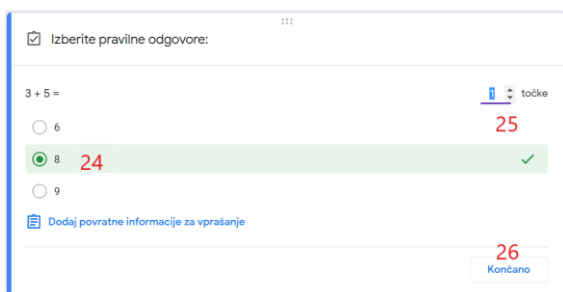 Izberite pravilne odgovore:
3 + 5 =
1 točke
25
6
8 24
9
Dodaj povratne informacije za vprašanje
26
Končano